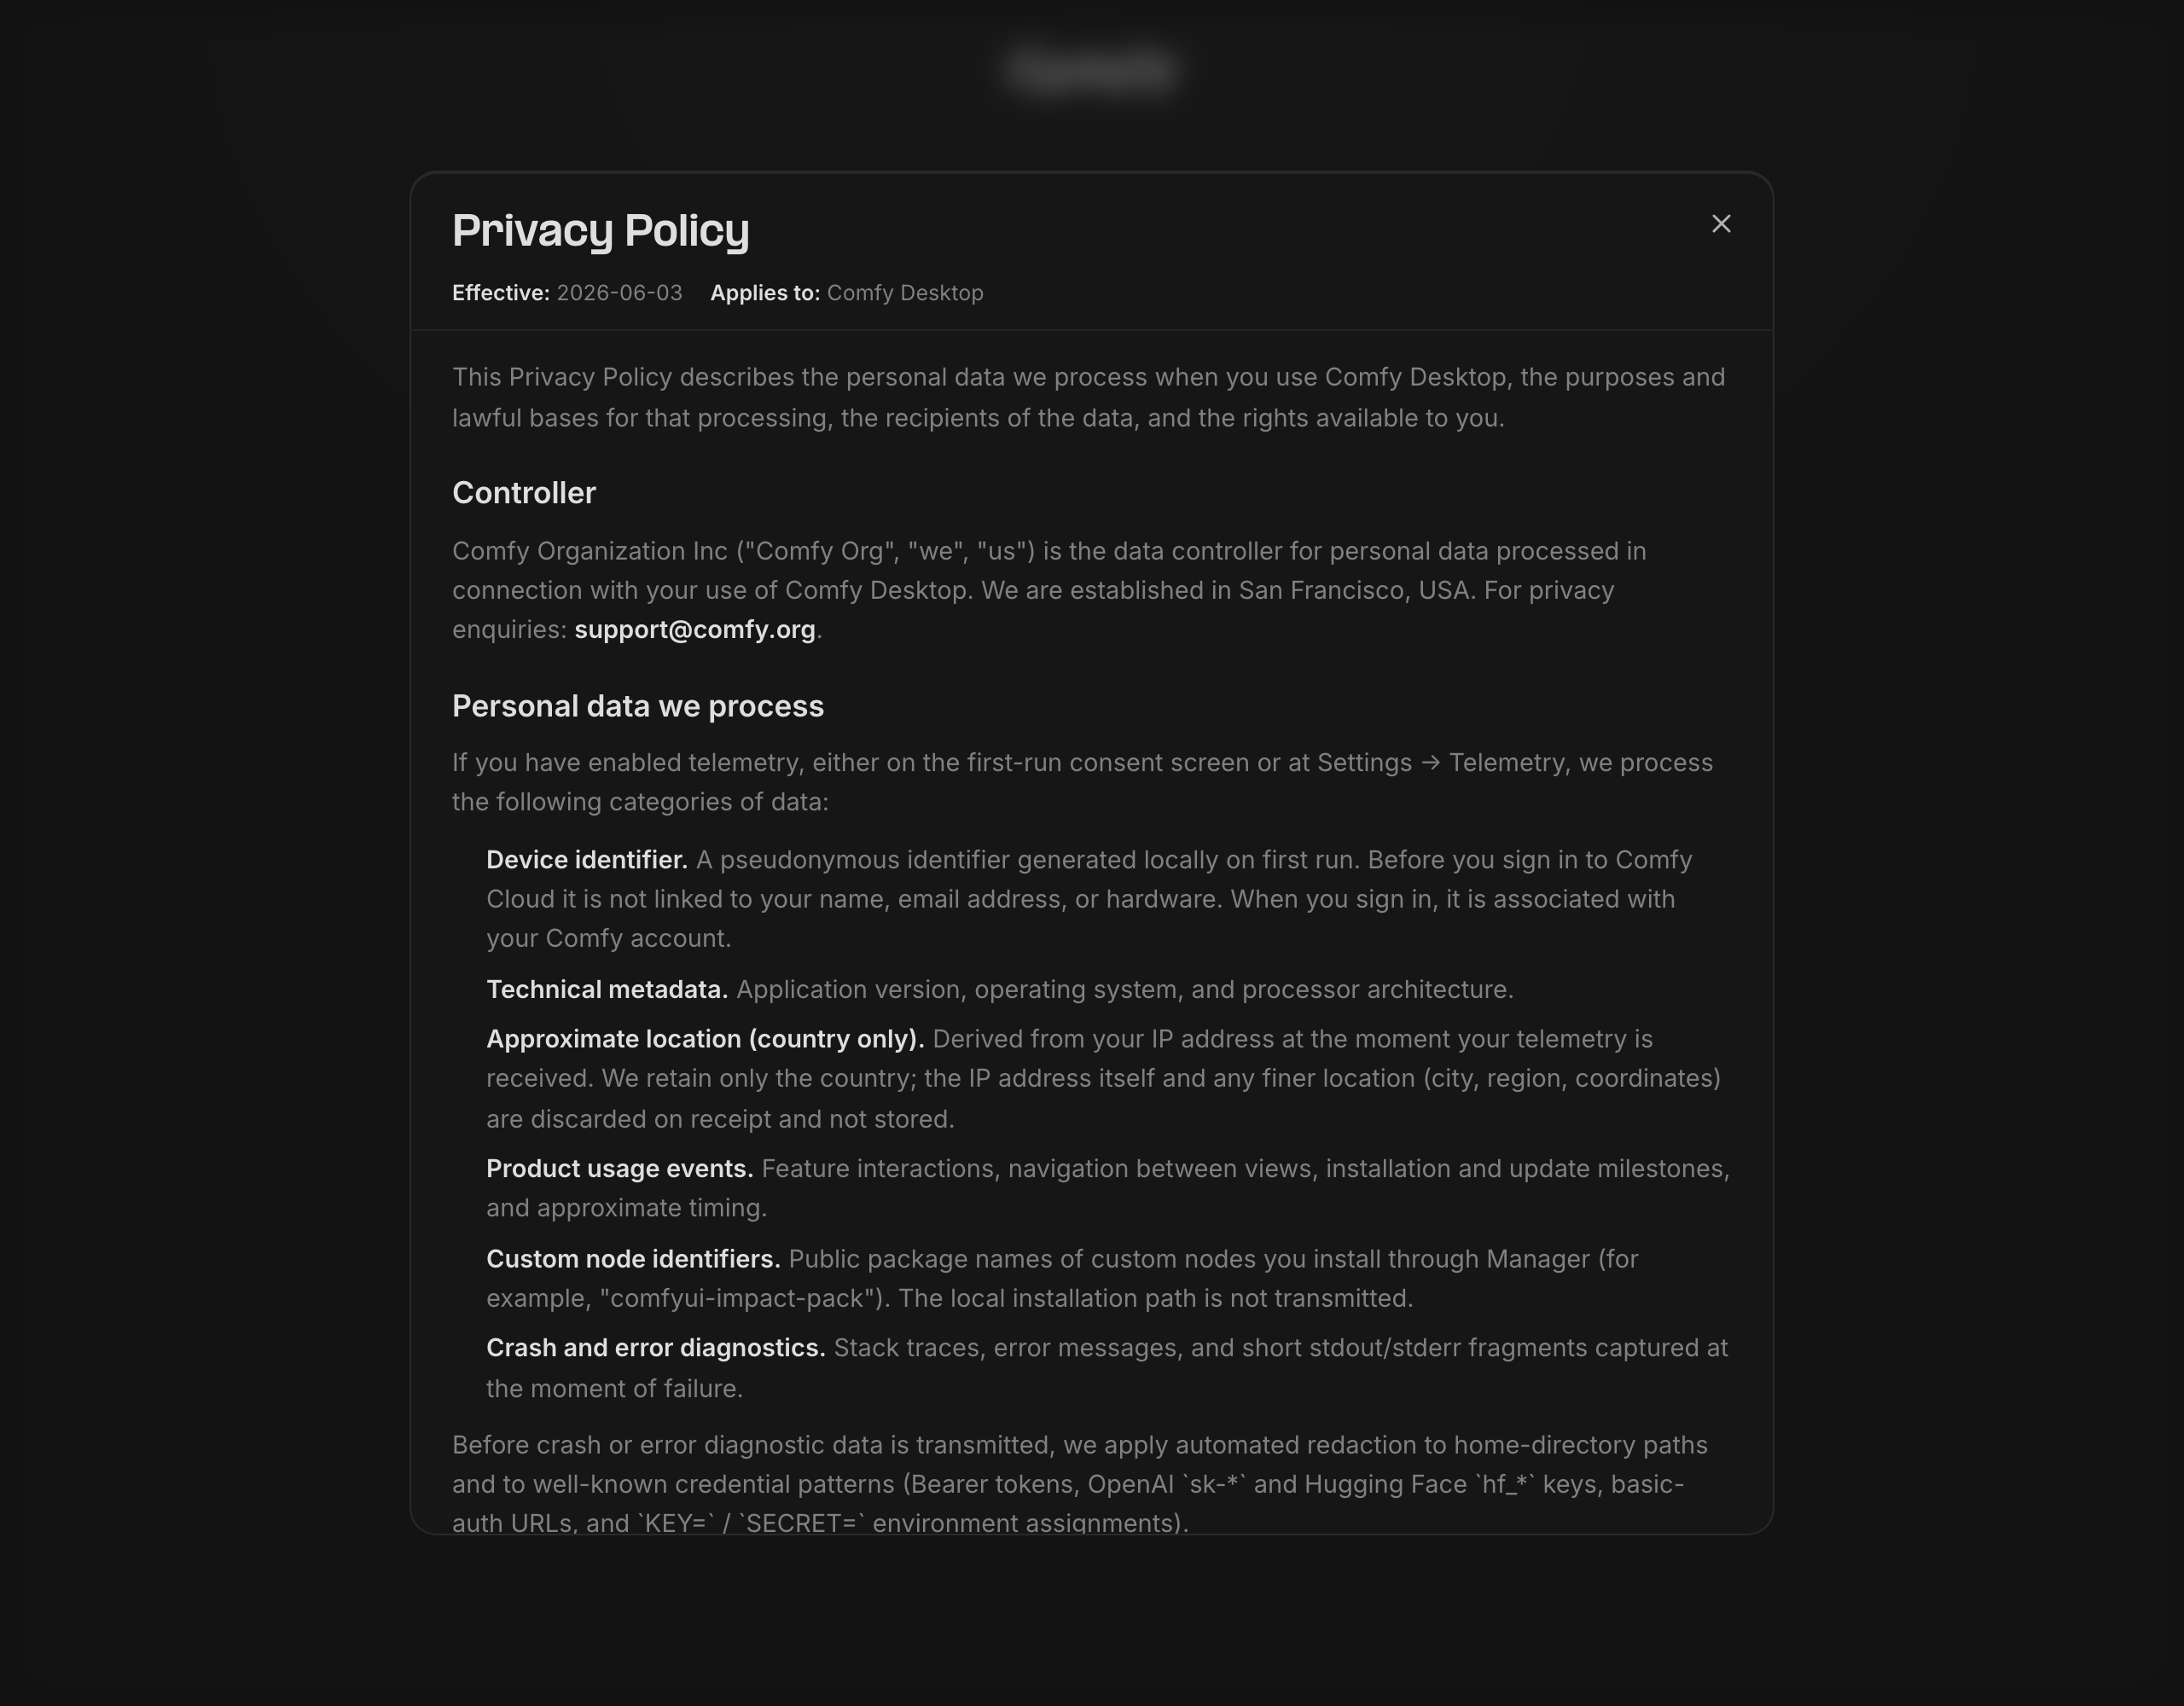 Privacy Policy
Effective: 2026-06-03 Applies to: Comfy Desktop
This Privacy Policy describes the personal data we process when you use Comfy Desktop, the purposes and
lawful bases for that processing, the recipients of the data, and the rights available to you.
Controller
Comfy Organization Inc ("Comfy Org", "we", "us") is the data controller for personal data processed in
connection with your use of Comfy Desktop. We are established in San Francisco, USA. For privacy
enquiries: support@comfy.org.
Personal data we process
If you have enabled telemetry, either on the first-run consent screen or at Settings → Telemetry, we process
the following categories of data:
Device identifier. A pseudonymous identifier generated locally on first run. Before you sign in to Comfy
Cloud it is not linked to your name, email address, or hardware. When you sign in, it is associated with
your Comfy account.
Technical metadata. Application version, operating system, and processor architecture.
Approximate location (country only). Derived from your IP address at the moment your telemetry is
received. We retain only the country; the IP address itself and any finer location (city, region, coordinates)
are discarded on receipt and not stored.
Product usage events. Feature interactions, navigation between views, installation and update milestones,
and approximate timing.
Custom node identifiers. Public package names of custom nodes you install through Manager (for
example, "comfyui-impact-pack"). The local installation path is not transmitted.
Crash and error diagnostics. Stack traces, error messages, and short stdout/stderr fragments captured at
the moment of failure.
Before crash or error diagnostic data is transmitted, we apply automated redaction to home-directory paths
and to well-known credential patterns (Bearer tokens, OpenAI `sk-*` and Hugging Face `hf_*` keys, basic-
auth URLs, and `KEY=` / `SECRET=` environment assignments).